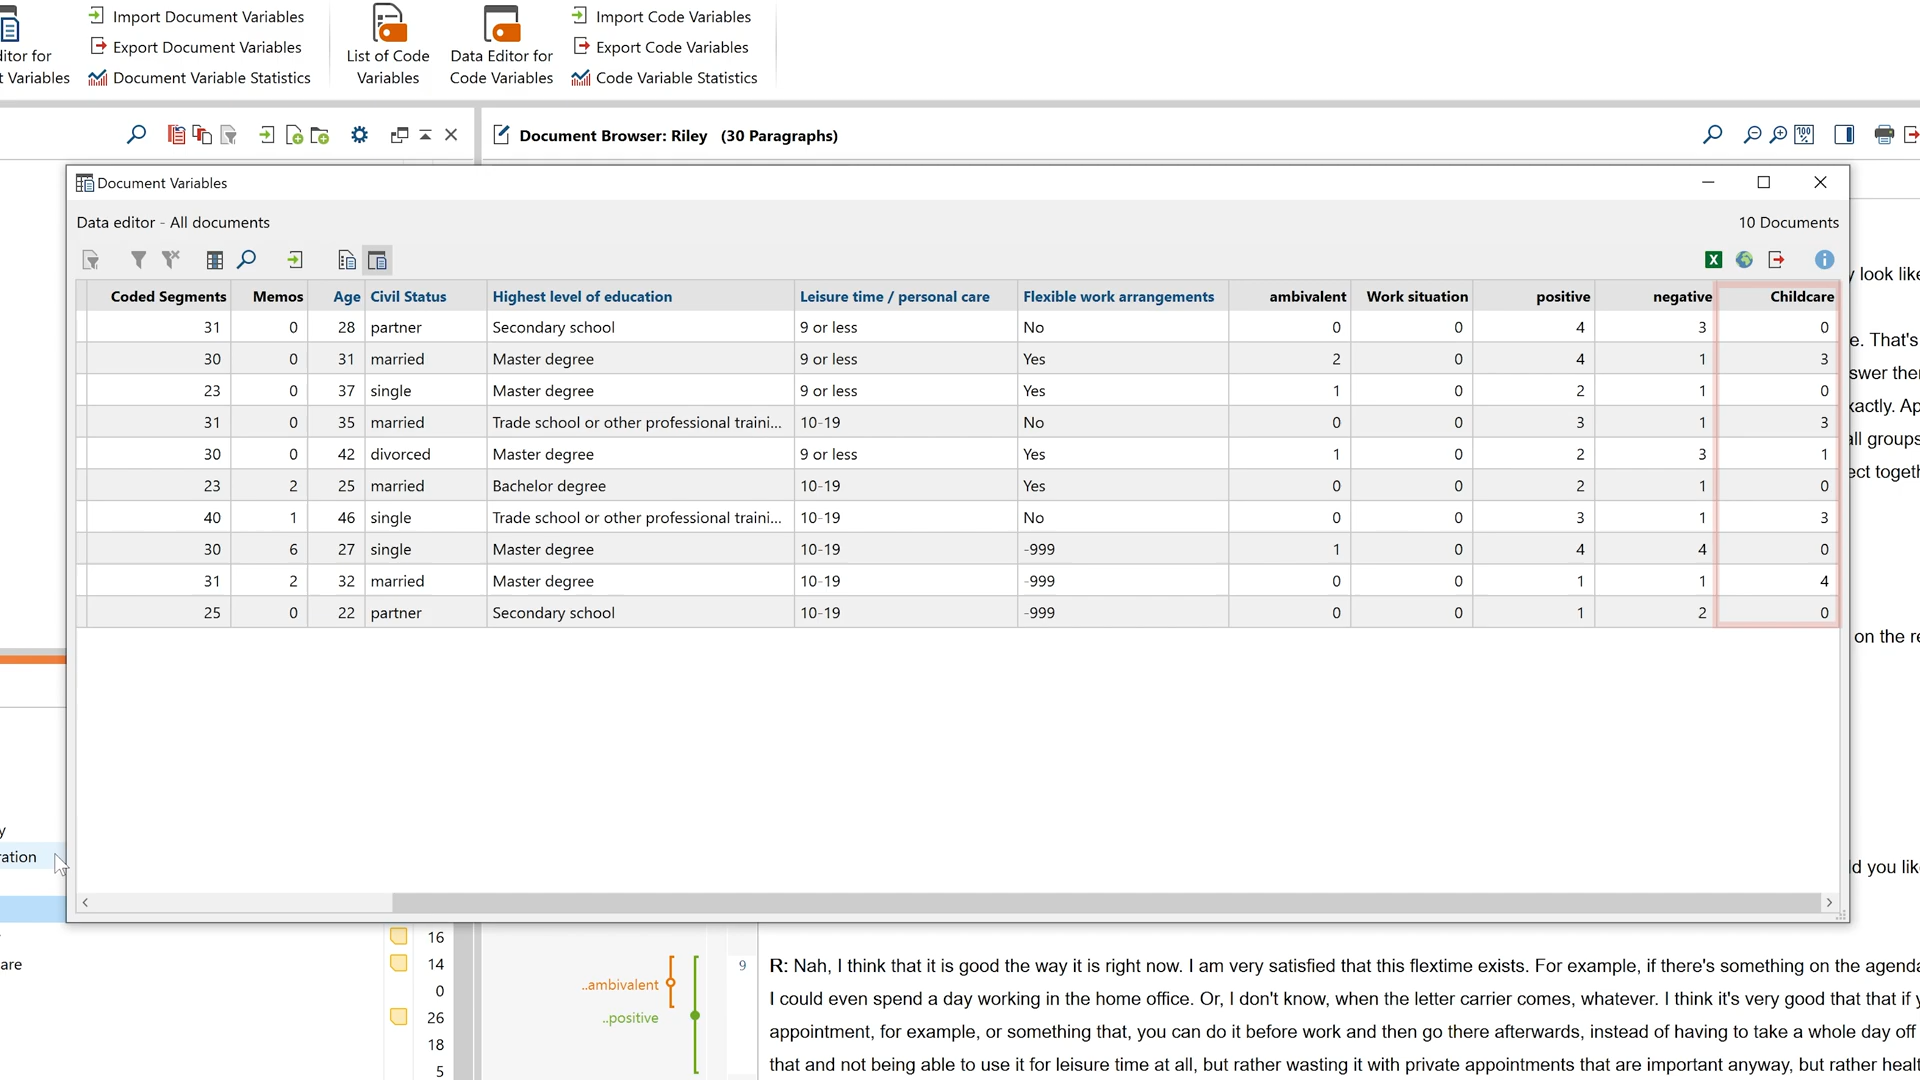 Import Document Variables
Export Document Variables
Document Variable Statistics
List of Code
Variables
Data Editor for
Code Variables
Import Code Variables
Export Code Variables
Code Variable Statistics
Variables
Document Browser: Riley (30 Paragraphs)
Document Variables
Data editor - All documents
10 Documents
Coded Segments Memos Age Civil Status Highest level of education Leisure time / personal care Flexible work arrangements ambivalent Work situation positive negative Childcare
31 0 28 partner Secondary school 9 or less No 0 0 4 3 0
30 0 31 married Master degree 9 or less Yes 2 0 4 1 3
23 0 37 single Master degree 9 or less Yes 1 0 2 1 0
31 0 35 married Trade school or other professional traini... 10-19 No 0 0 3 1 3
30 0 42 divorced Master degree 9 or less Yes 1 0 2 3 1
23 2 25 married Bachelor degree 10-19 Yes 0 0 2 1 0
40 1 46 single Trade school or other professional traini... 10-19 No 0 0 3 1 3
30 6 27 single Master degree 10-19 -999 1 0 4 4 0
31 2 32 married Master degree 10-19 -999 0 0 1 1 4
25 0 22 partner Secondary school 10-19 -999 0 0 1 2 0
look like
e. That's
swer
all groups
on the
d you
16
14
0
26
18
5
..ambivalent
..positive
9
R: Nah, I think that it is good the way it is right now. I am very satisfied that this flextime exists. For example, if there's something on the agenda
I could even spend a day working in the home office. Or, I don't know, when the letter carrier comes, whatever. I think it's very good that that if
appointment, for example, or something that, you can do it before work and then go there afterwards, instead of having to take a whole day off
that and not being able to use it for leisure time at all, but rather wasting it with private appointments that are important anyway, but rather